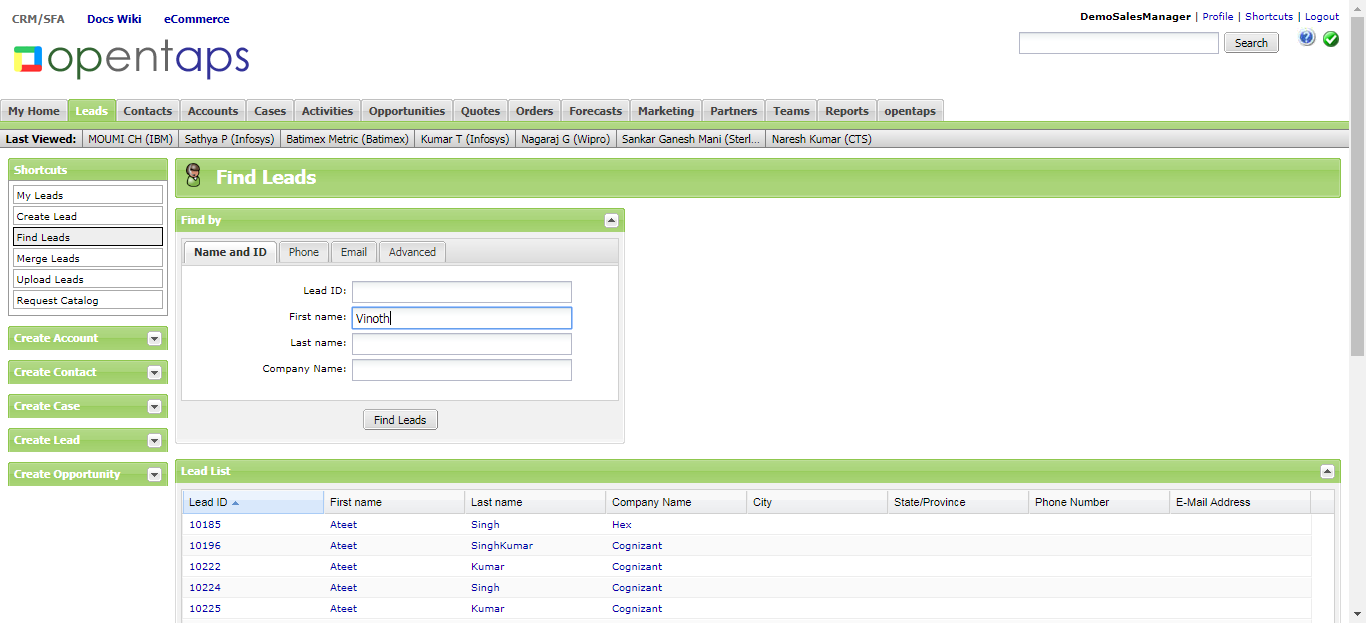 CRM/SFA Docs Wiki eCommerce
DemoSalesManager | Profile | Shortcuts | Logout
opentaps
Search
My Home Leads Contacts Accounts Cases Activities Opportunities Quotes Orders Forecasts Marketing Partners Teams Reports opentaps
Last Viewed: MOUMI CH (IBM) Sathya P (Infosys) Batimex Metric (Batimex) Kumar T (Infosys) Nagaraj G (Wipro) Sankar Ganesh Mani (Sterl... Naresh Kumar (CTS)
Shortcuts
My Leads
Create Lead
Find Leads
Merge Leads
Upload Leads
Request Catalog
Create Account
Create Contact
Create Case
Create Lead
Create Opportunity
Find Leads
Find by
Name and ID Phone Email Advanced
Lead ID:
First name: Vinoth
Last name:
Company Name:
Find Leads
Lead List
Lead ID First name Last name Company Name City State/Province Phone Number E-Mail Address
10185 Ateet Singh Hex
10196 Ateet SinghKumar Cognizant
10222 Ateet Kumar Cognizant
10224 Ateet Singh Cognizant
10225 Ateet Kumar Cognizant